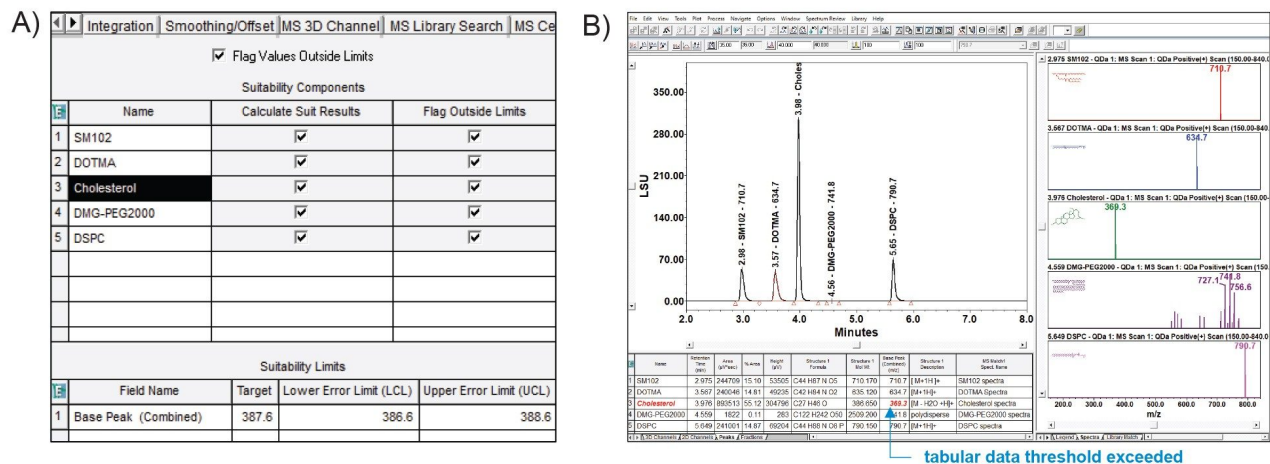 A)
Integration Smoothing/Offset MS 3D Channel MS Library Search MS Ce
Flag Values Outside Limits
Suitability Components
Name Calculate Suit Results Flag Outside Limits
1 SM102
2 DOTMA
3 Cholesterol
4 DMG-PEG2000
5 DSPC
Suitability Limits
Field Name Target Lower Error Limit (LCL) Upper Error Limit (UCL)
1 Base Peak (Combined) 387.6 386.6 388.6
B)
File Edit View Tools Plot Process Navigate Options Window Spectrum Review Library Help
LSU
350.00
280.00
210.00
140.00
70.00
0.00
2.98 - SM102 - 710.7
3.57 - DOTMA - 634.7
3.98 - Choles
4.56 - DMG-PEG2000 - 741.8
5.65 - DSPC - 790.7
2.0 3.0 4.0 5.0 6.0 7.0 8.0
Minutes
2.975 SM102 - QDa 1: MS Scan 1: QDa Positive(+) Scan (150.00-840.0
710.7
3.567 DOTMA - QDa 1: MS Scan 1: QDa Positive(+) Scan (150.00-840.
634.7
3.976 Cholesterol - QDa 1: MS Scan 1: QDa Positive(+) Scan (150.00-
369.3
4.559 DMG-PEG2000 - QDa 1: MS Scan 1: QDa Positive(+) Scan (150.
727.1 741.8
756.6
5.649 DSPC - QDa 1: MS Scan 1: QDa Positive(+) Scan (150.00-840.0
790.7
200.0 300.0 400.0 500.0 600.0 700.0 800.0
m/z
Name Retention Time (min) Area (µV*sec) % Area Height (µV) Structure 1 Formula Structure 1 Mol Wt Base Peak (Combined) (m/z) Structure 1 Description MS Match1 Spect. Name
1 SM102 2.975 244709 15.10 53505 C44 H87 N O5 710.170 710.7 [M+1H]+ SM102 spectra
2 DOTMA 3.567 240046 14.81 49235 C42 H84 N O2 635.120 634.7 [M+1H]+ DOTMA Spectra
3 Cholesterol 3.976 893513 55.12 304796 C27 H46 O 386.650 369.3 [M - H2O +H]+ Cholesterol spectra
4 DMG-PEG2000 4.559 1822 0.11 283 C122 H242 O50 2509.200 41.8 polydisperse DMG-PEG2000 spectra
5 DSPC 5.649 241001 14.87 69204 C44 H88 N O8 P 790.150 790.7 [M+1H]+ DSPC spectra
3D Channels 2D Channels Peaks Fractions
Legend Spectra Library Match
tabular data threshold exceeded